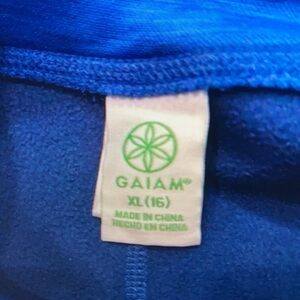 GAIAM®
XL (16)
MADE IN CHINA
HECHO EN CHINA